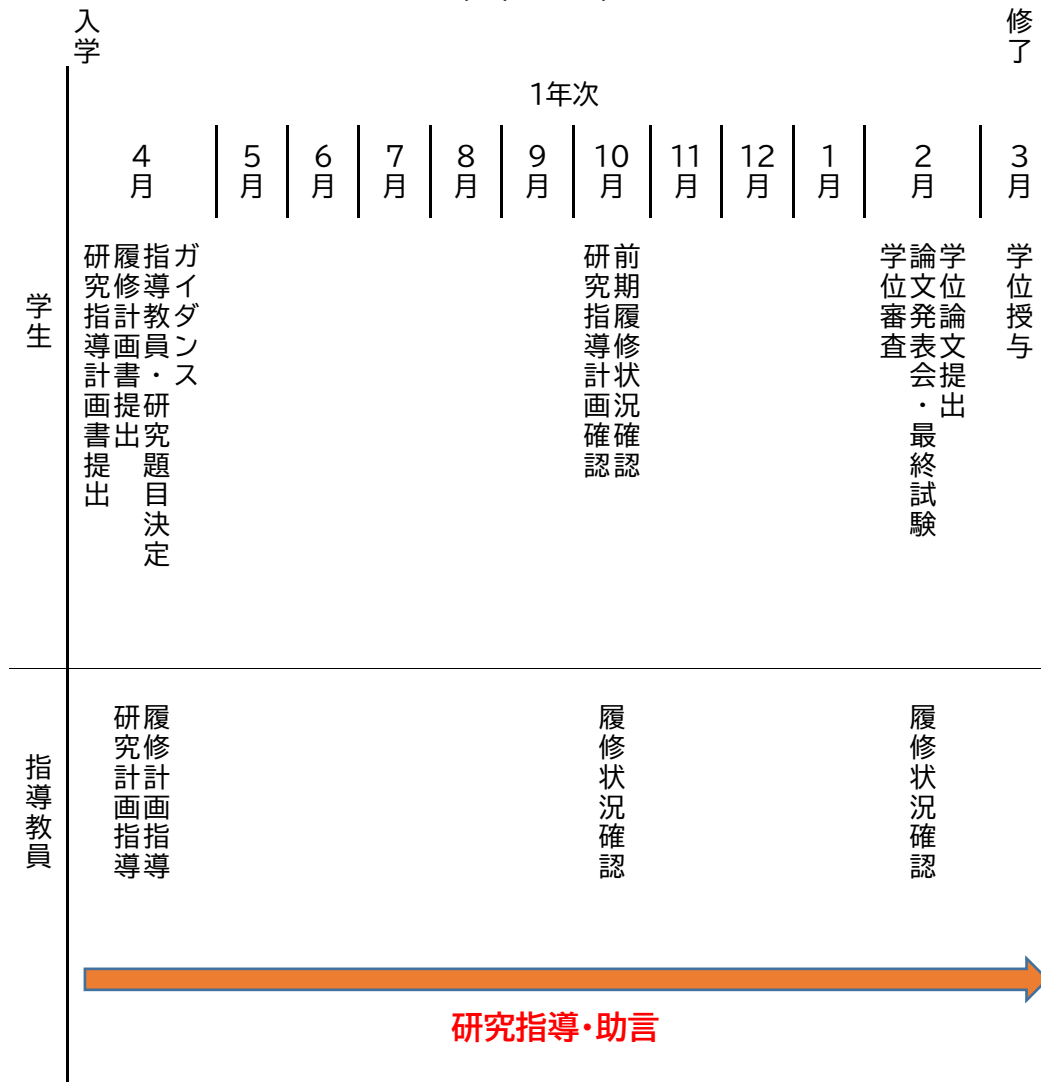 入学
修了
1年次
4月
5月
6月
7月
8月
9月
10月
11月
12月
1月
2月
3月
学生
ガイダンス
指導教員・研究題目決定
履修計画書提出
研究指導計画書提出
前期履修状況確認
研究指導計画確認
学位論文提出
論文発表会・最終試験
学位審査
学位授与
指導教員
履修計画指導
研究計画指導
履修状況確認
履修状況確認
研究指導・助言